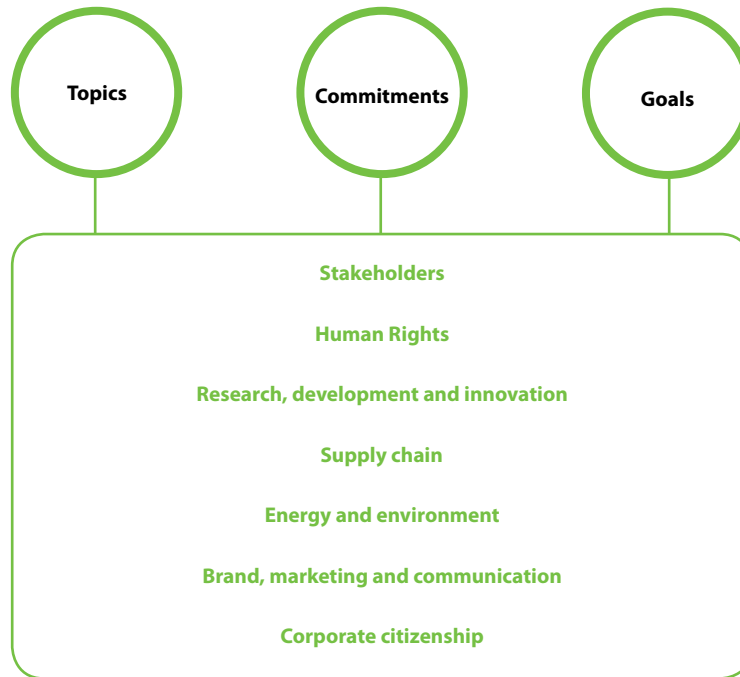 Topics
Commitments
Goals
Stakeholders
Human Rights
Research, development and innovation
Supply chain
Energy and environment
Brand, marketing and communication
Corporate citizenship